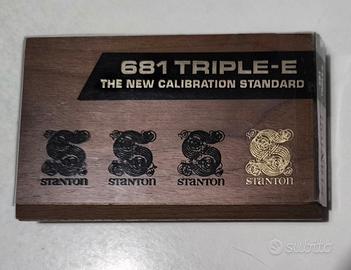 681 TRIPLE-E
THE NEW CALIBRATION STANDARD
STANTON STANTON STANTON STANTON
subito